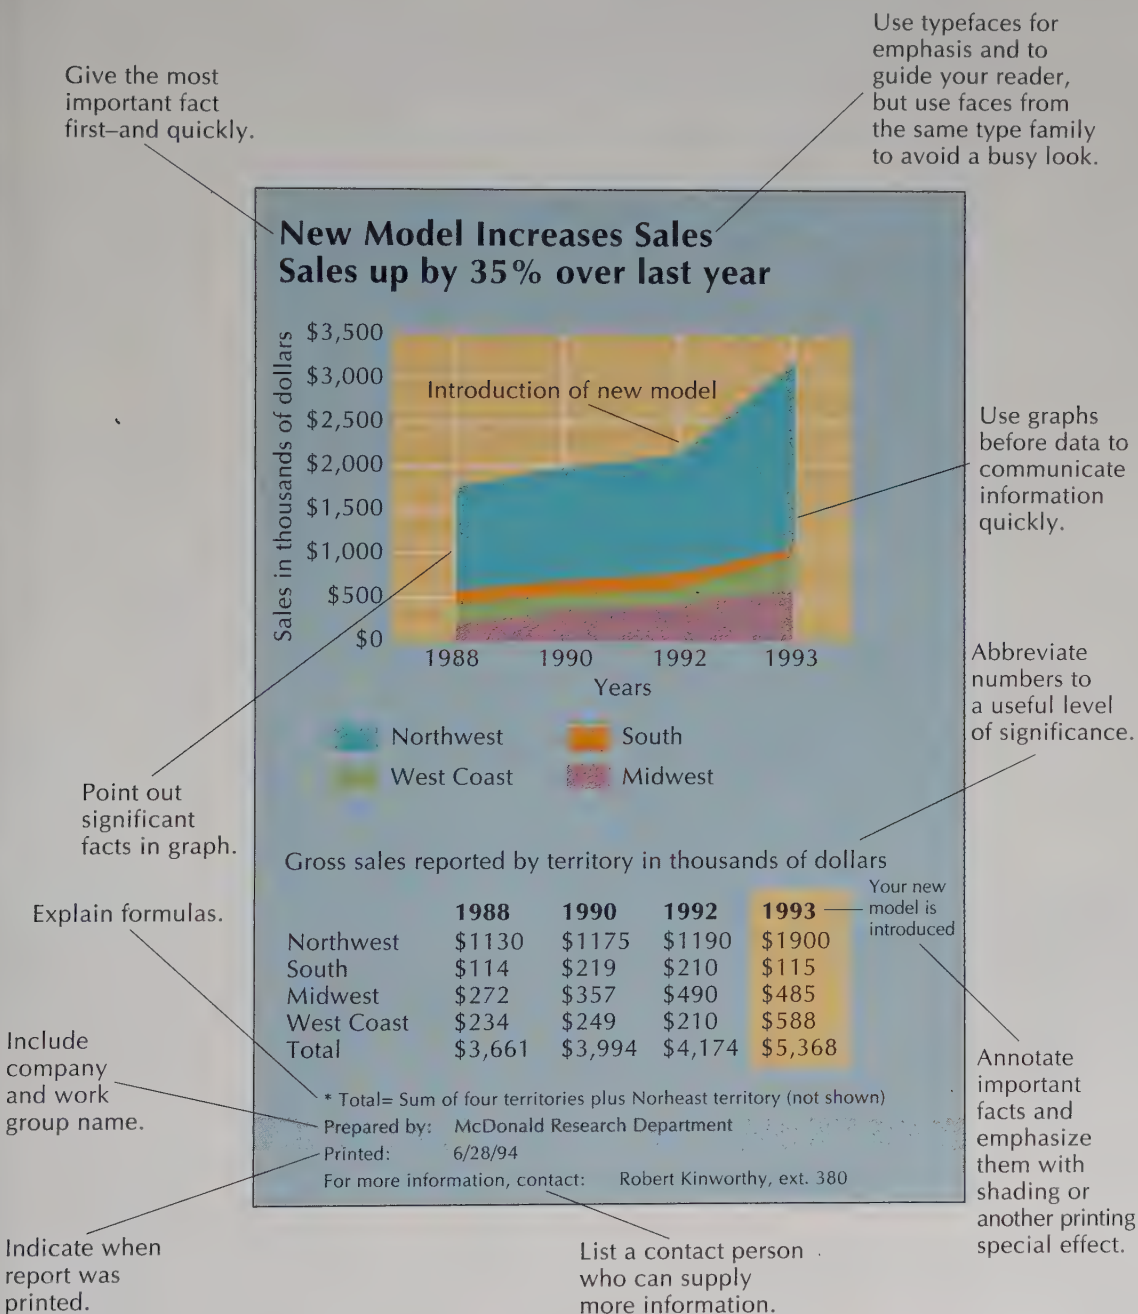 Use typefaces for
emphasis and to
guide your reader,
but use faces from
the same type family
to avoid a busy look.
Give the most
important fact
first–and quickly.
New Model Increases Sales
Sales up by 35% over last year
Sales in thousands of dollars
$3,500
$3,000
$2,500
$2,000
$1,500
$1,000
$500
$0
Introduction of new model
1988 1990 1992 1993
Years
Northwest South
West Coast Midwest
Use graphs
before data to
communicate
information
quickly.
Abbreviate
numbers to
a useful level
of significance.
Point out
significant
facts in graph.
Gross sales reported by territory in thousands of dollars
Your new
model is
introduced
Explain formulas.
1988 1990 1992 1993
Northwest $1130 $1175 $1190 $1900
South $114 $219 $210 $115
Midwest $272 $357 $490 $485
West Coast $234 $249 $210 $588
Total $3,661 $3,994 $4,174 $5,368
* Total= Sum of four territories plus Norheast territory (not shown)
Prepared by: McDonald Research Department
Printed: 6/28/94
For more information, contact: Robert Kinworthy, ext. 380
Include
company
and work
group name.
Annotate
important
facts and
emphasize
them with
shading or
another printing
special effect.
Indicate when
report was
printed.
List a contact person
who can supply
more information.